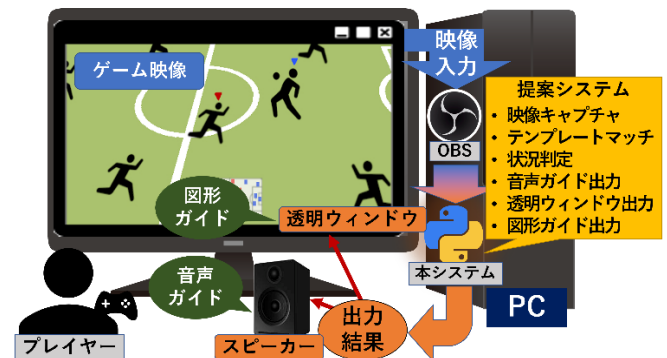 ゲーム映像
映像
入力
提案システム
• 映像キャプチャ
• テンプレートマッチ
• 状況判定
• 音声ガイド出力
• 透明ウィンドウ出力
• 図形ガイド出力
OBS
図形
ガイド
透明ウィンドウ
本システム
音声
ガイド
PC
出力
結果
プレイヤー
スピーカー